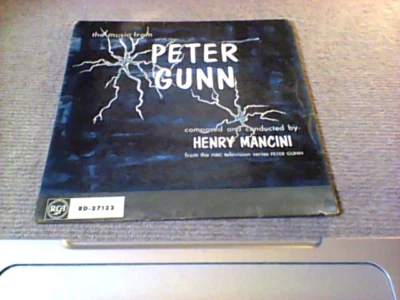 the music from
PETER
GUNN
composed and conducted by
HENRY MANCINI
from the nbc television series PETER GUNN
RCA
RD-27123